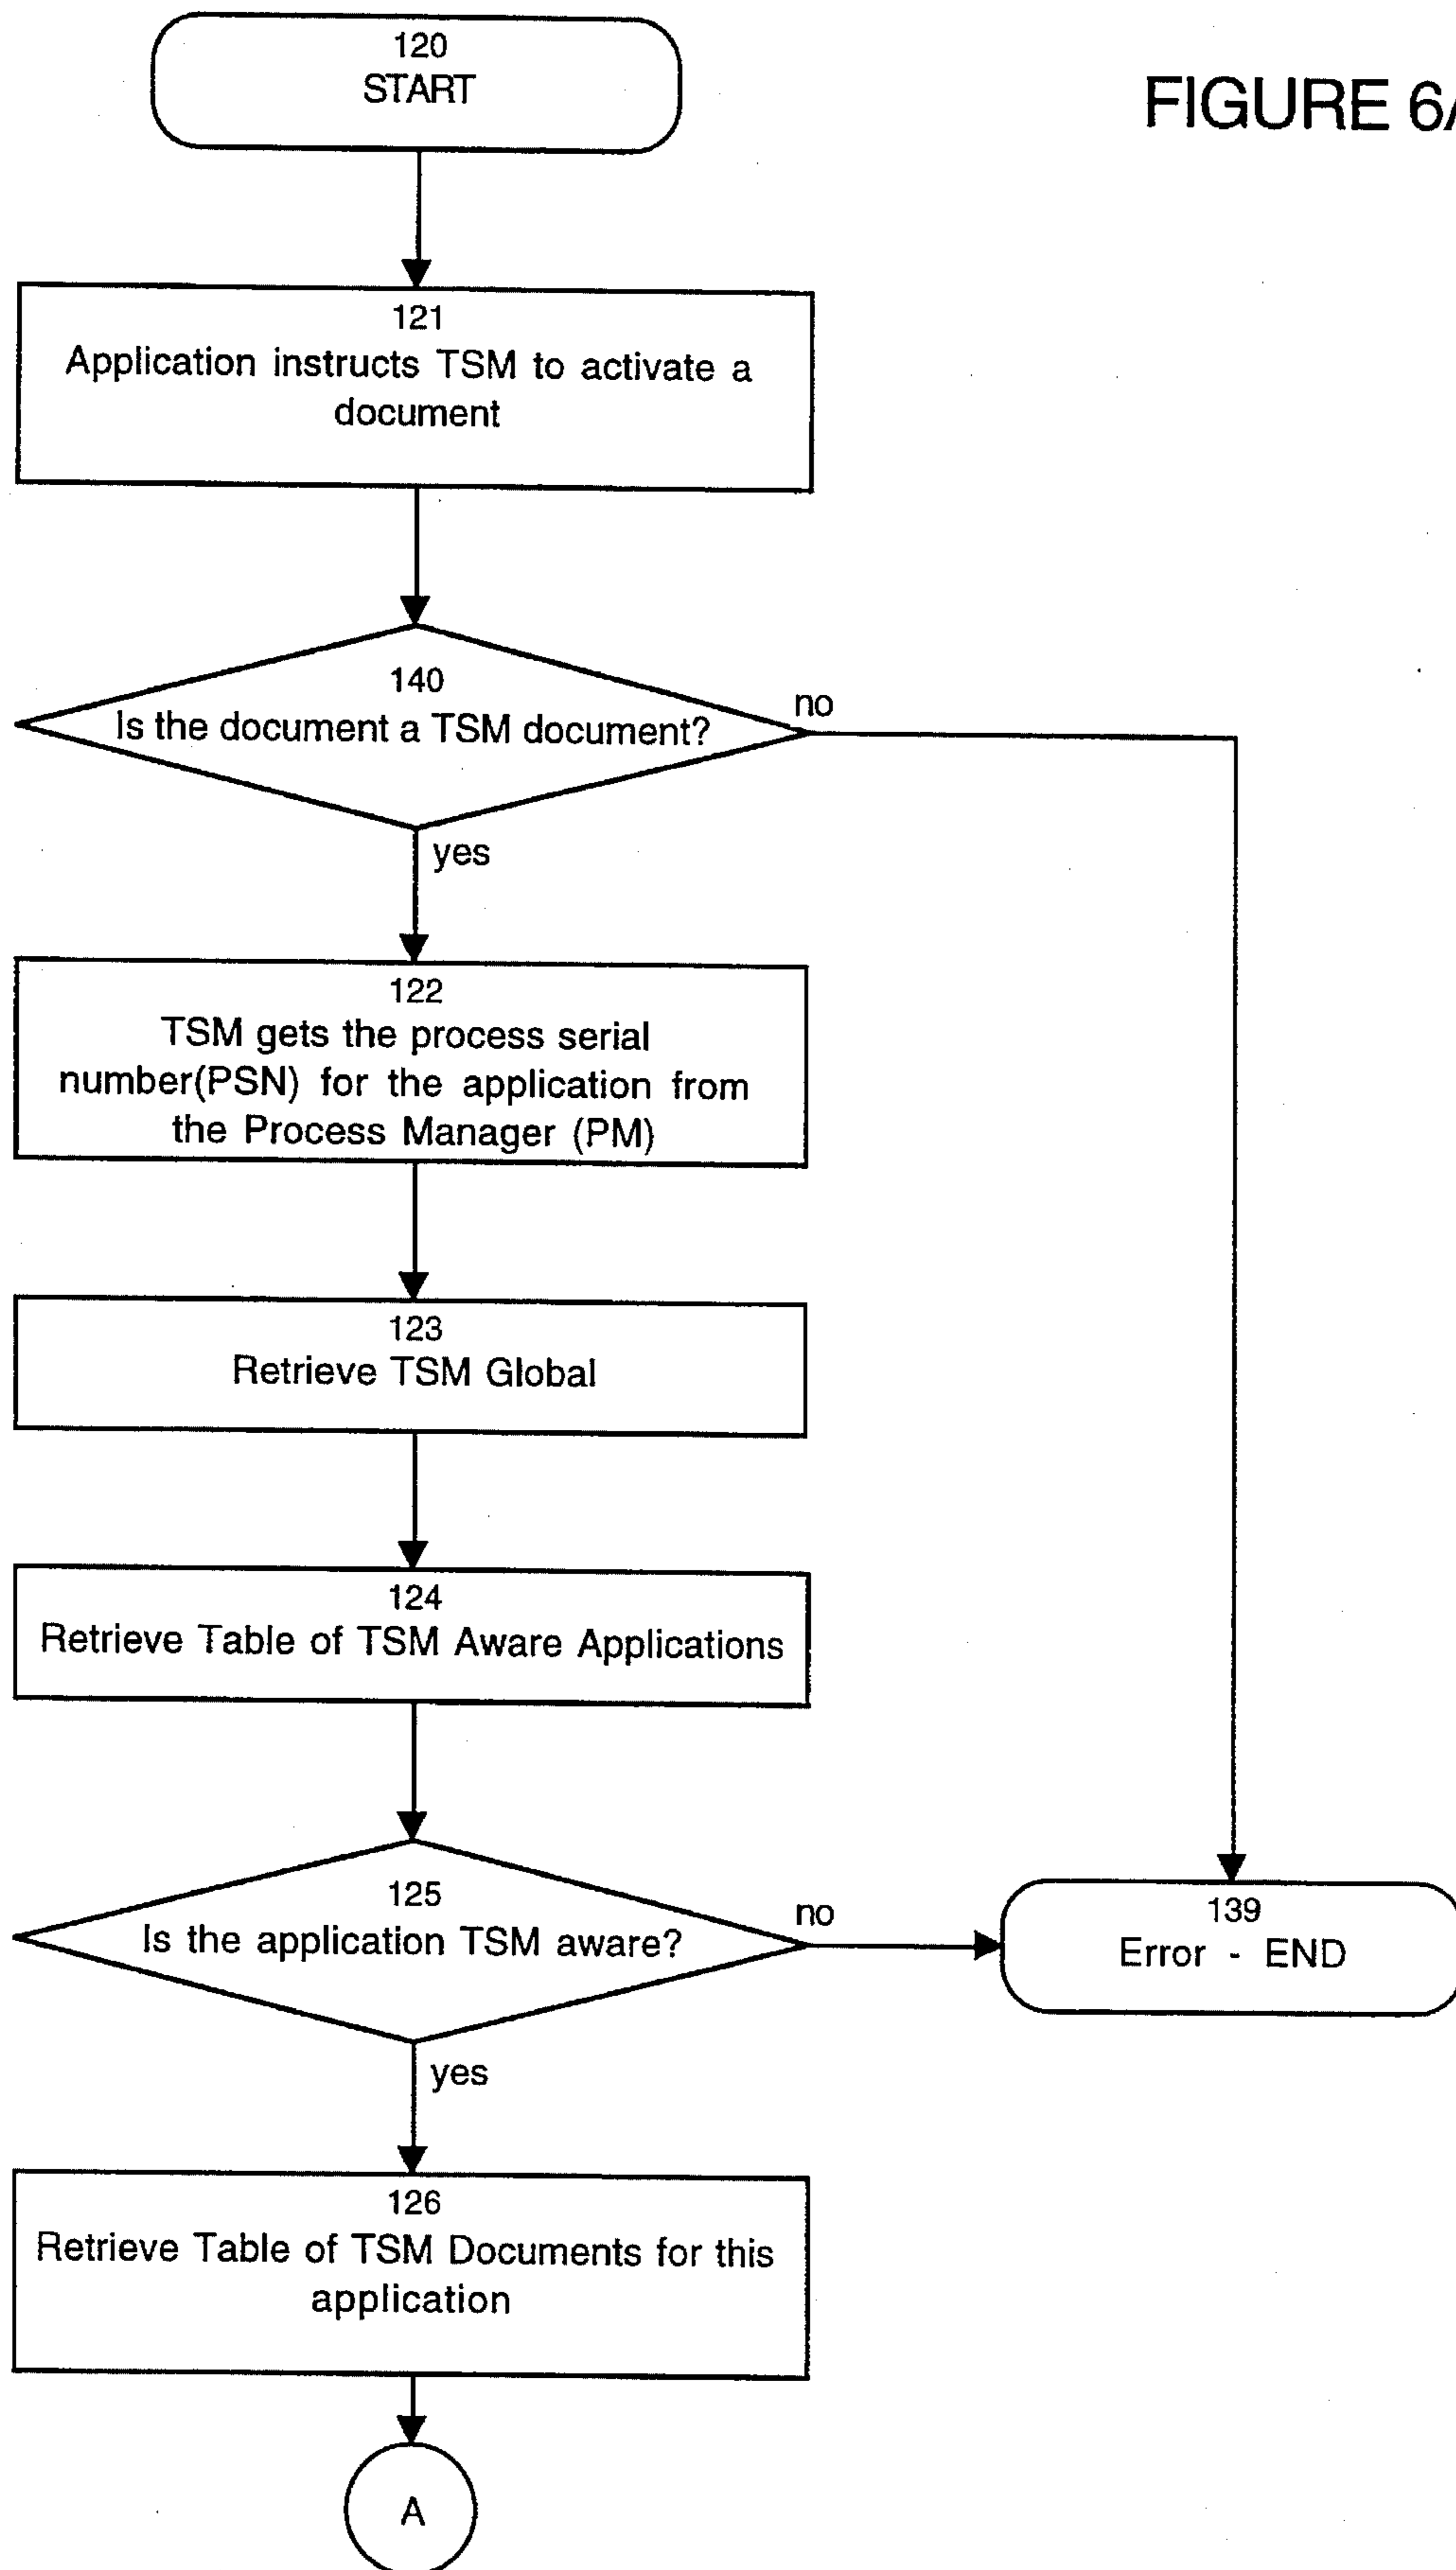 120
START
FIGURE 6A
121
Application instructs TSM to activate a
document
140
Is the document a TSM document?
no
yes
122
TSM gets the process serial
number(PSN) for the application from
the Process Manager (PM)
123
Retrieve TSM Global
124
Retrieve Table of TSM Aware Applications
125
Is the application TSM aware?
no
139
Error - END
yes
126
Retrieve Table of TSM Documents for this
application
A